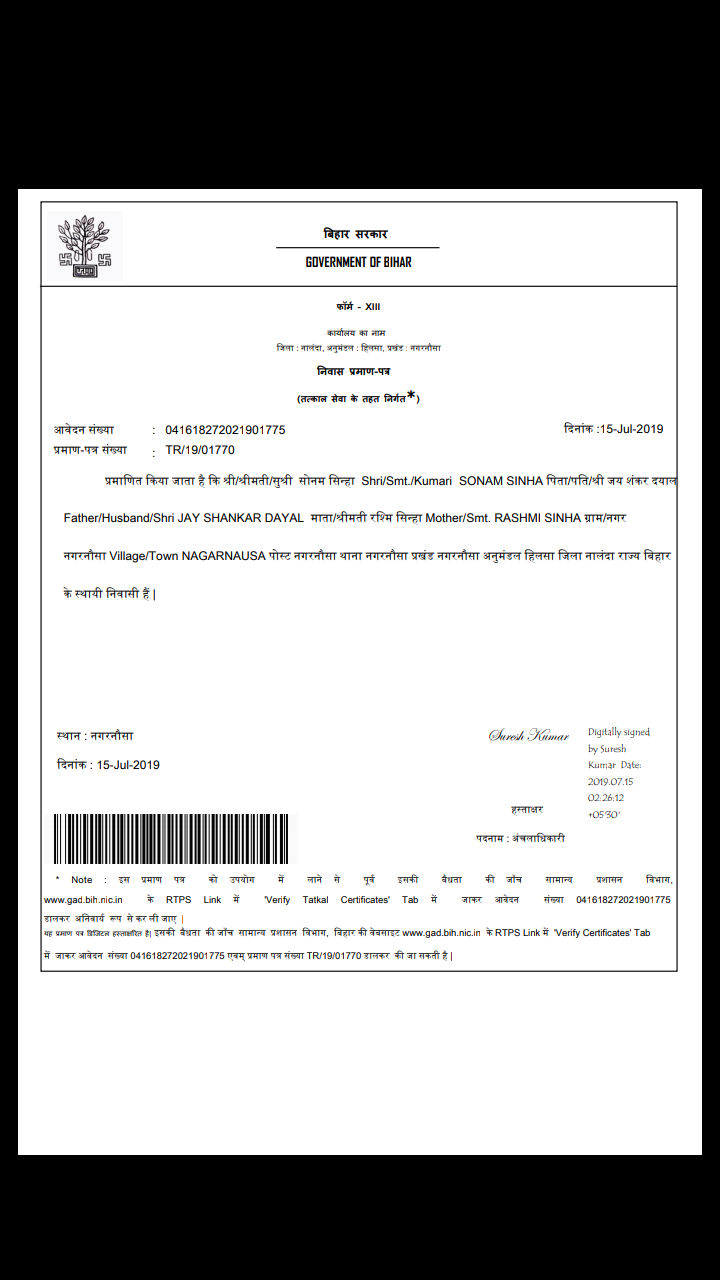 बिहार सरकार
GOVERNMENT OF BIHAR
फॉर्म - XIII
कार्यालय का नाम
जिला : नालंदा, अनुमंडल : हिलसा, प्रखंड : नगरनौसा
निवास प्रमाण-पत्र
(तत्काल सेवा के तहत निर्गत*)
आवेदन संख्या : 041618272021901775 दिनांक :15-Jul-2019
प्रमाण-पत्र संख्या : TR/19/01770
प्रमाणित किया जाता है कि श्री/श्रीमती/सुश्री सोनम सिन्हा Shri/Smt./Kumari SONAM SINHA पिता/पति/श्री जय शंकर दयाल
Father/Husband/Shri JAY SHANKAR DAYAL माता/श्रीमती रश्मि सिन्हा Mother/Smt. RASHMI SINHA ग्राम/नगर
नगरनौसा Village/Town NAGARNAUSA पोस्ट नगरनौसा थाना नगरनौसा प्रखंड नगरनौसा अनुमंडल हिलसा जिला नालंदा राज्य बिहार
के स्थायी निवासी हैं |
स्थान : नगरनौसा
दिनांक : 15-Jul-2019
Suresh Kumar
Digitally signed
by Suresh
Kumar Date:
2019.07.15
02:26:12
+05'30'
हस्ताक्षर
पदनाम : अंचलाधिकारी
* Note : इस प्रमाण पत्र को उपयोग में लाने से पूर्व इसकी वैधता की जाँच सामान्य प्रशासन विभाग,
www.gad.bih.nic.in के RTPS Link में 'Verify Tatkal Certificates' Tab में जाकर आवेदन संख्या 041618272021901775
डालकर अनिवार्य रूप से कर ली जाए |
यह प्रमाण पत्र डिजिटल हस्ताक्षरित है| इसकी वैधता की जाँच सामान्य प्रशासन विभाग, बिहार की वेबसाइट www.gad.bih.nic.in के RTPS Link में 'Verify Certificates' Tab
में जाकर आवेदन संख्या 041618272021901775 एवम् प्रमाण पत्र संख्या TR/19/01770 डालकर की जा सकती है |